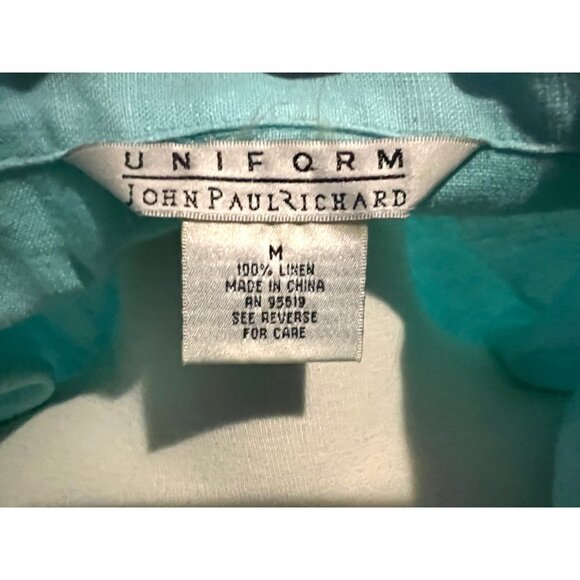 UNIFORM
JOHN PAUL RICHARD
M
100% LINEN
MADE IN CHINA
RN 95619
SEE REVERSE
FOR CARE